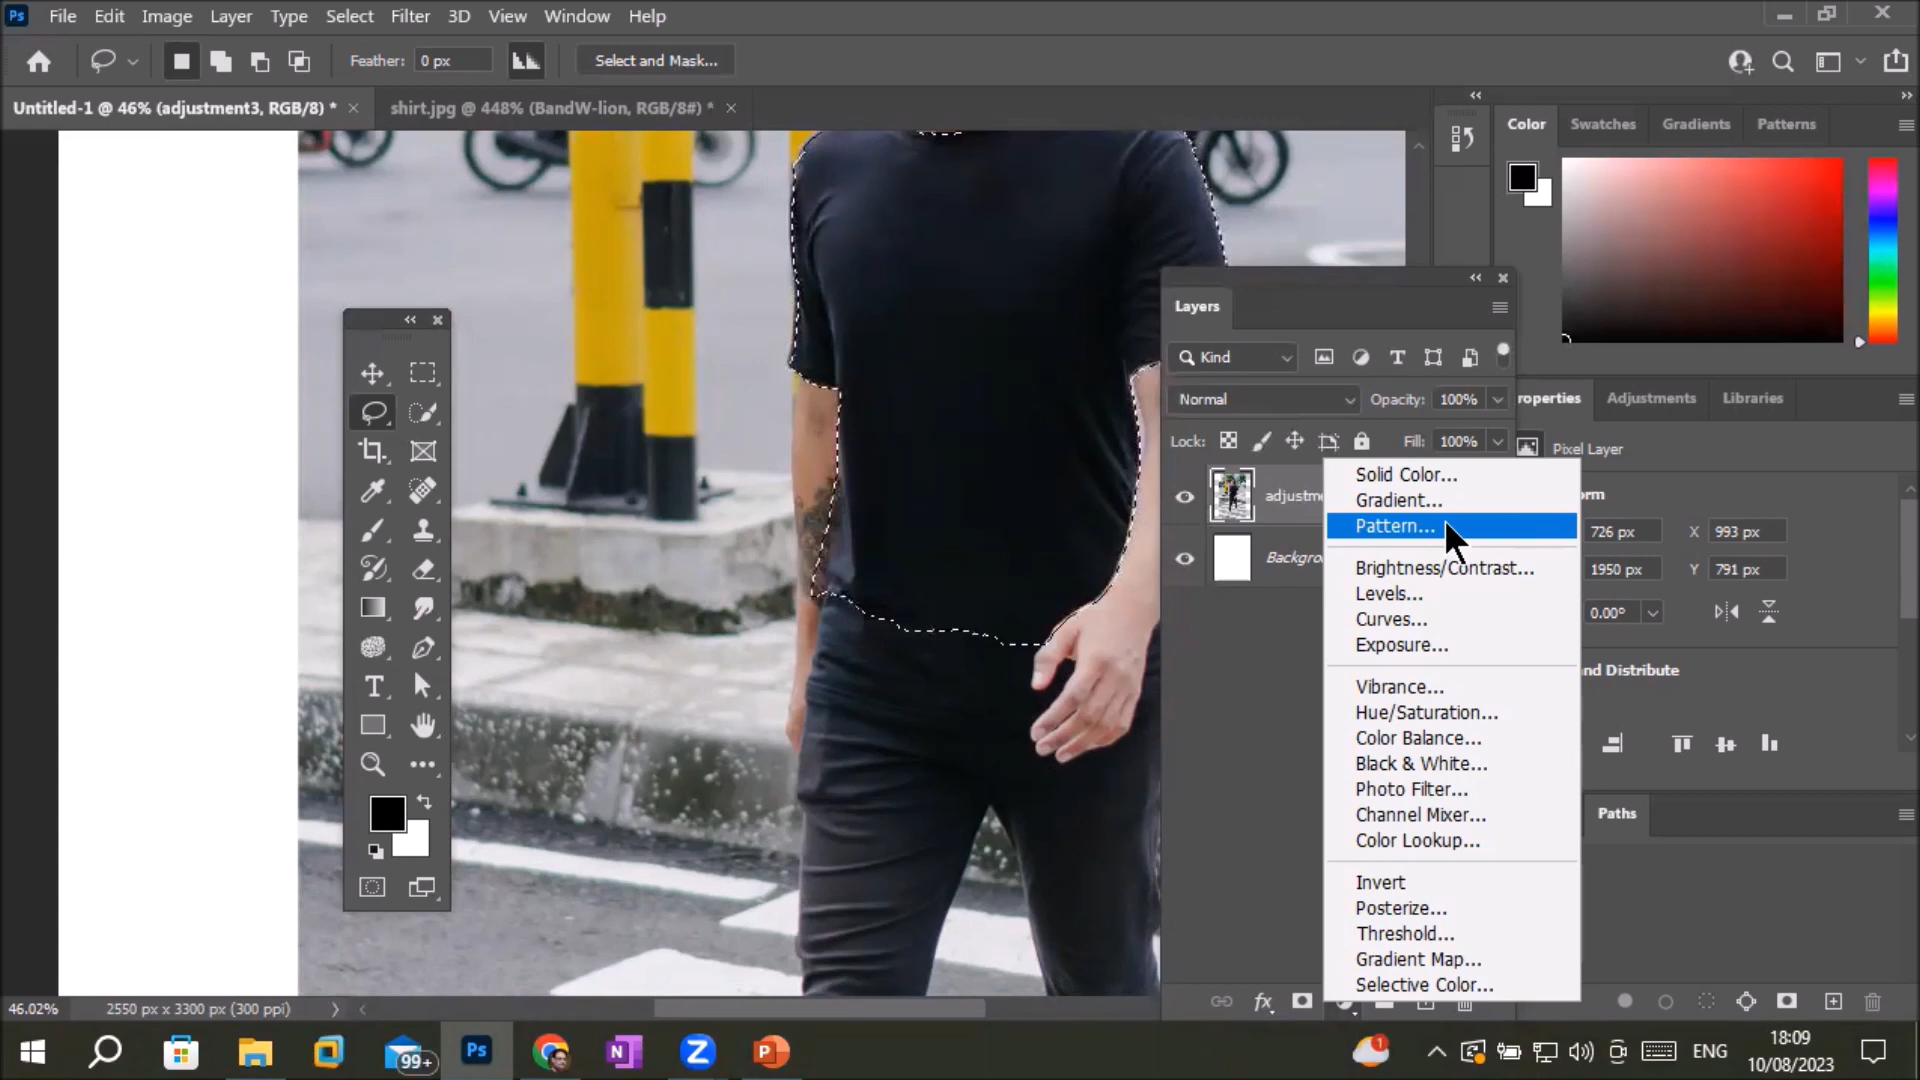 Ps File Edit Image Layer Type Select Filter 3D View Window Help
Feather: 0 px Select and Mask...
Untitled-1 @ 46% (adjustment3, RGB/8) * shirt.jpg @ 448% (BandW-lion, RGB/8#) *
Color Swatches Gradients Patterns
Layers
Kind
Normal Opacity: 100%
Lock: Fill: 100%
adjustme
Backgro
roperties Adjustments Libraries
Pixel Layer
orm
726 px X 993 px
1950 px Y 791 px
0.00°
nd Distribute
Paths
Solid Color...
Gradient...
Pattern...
Brightness/Contrast...
Levels...
Curves...
Exposure...
Vibrance...
Hue/Saturation...
Color Balance...
Black & White...
Photo Filter...
Channel Mixer...
Color Lookup...
Invert
Posterize...
Threshold...
Gradient Map...
Selective Color...
fx
46.02% 2550 px x 3300 px (300 ppi)
99+ Ps N Z P 1 ENG
18:09
10/08/2023